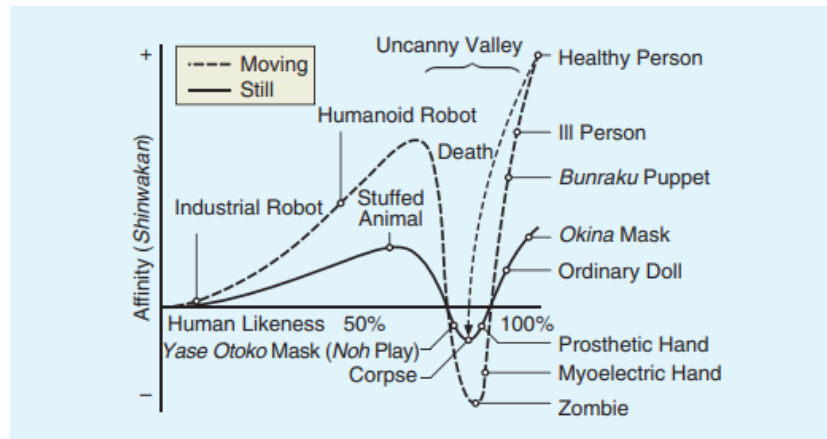 +
Moving
Still
Uncanny Valley
Healthy Person
Humanoid Robot
Death
Ill Person
Bunraku Puppet
Industrial Robot
Stuffed
Animal
Okina Mask
Ordinary Doll
Affinity (Shinwakan)
Human Likeness 50% 100%
Yase Otoko Mask (Noh Play)
Corpse
Prosthetic Hand
Myoelectric Hand
Zombie
–